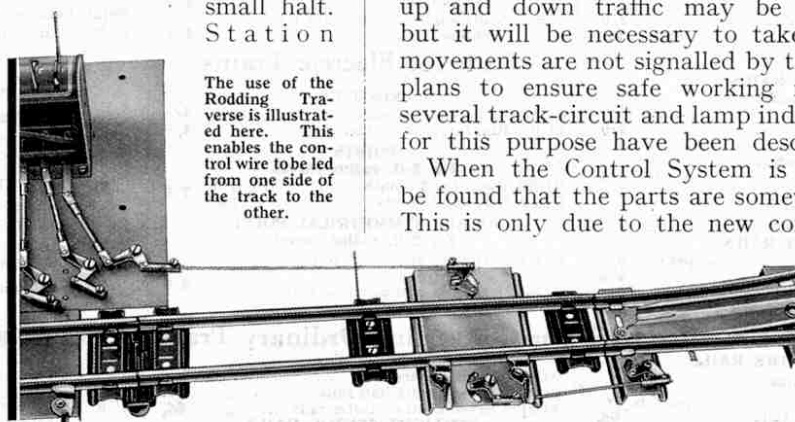 small halt.
Station
The use of the
Rodding Tra-
verse is illustrat-
ed here. This
enables the con-
trol wire to be led
from one side of
the track to the
other.
up and down traffic may be
but it will be necessary to take
movements are not signalled by t
plans to ensure safe working
several track-circuit and lamp ind
for this purpose have been desc
When the Control System is
be found that the parts are somew
This is only due to the new co